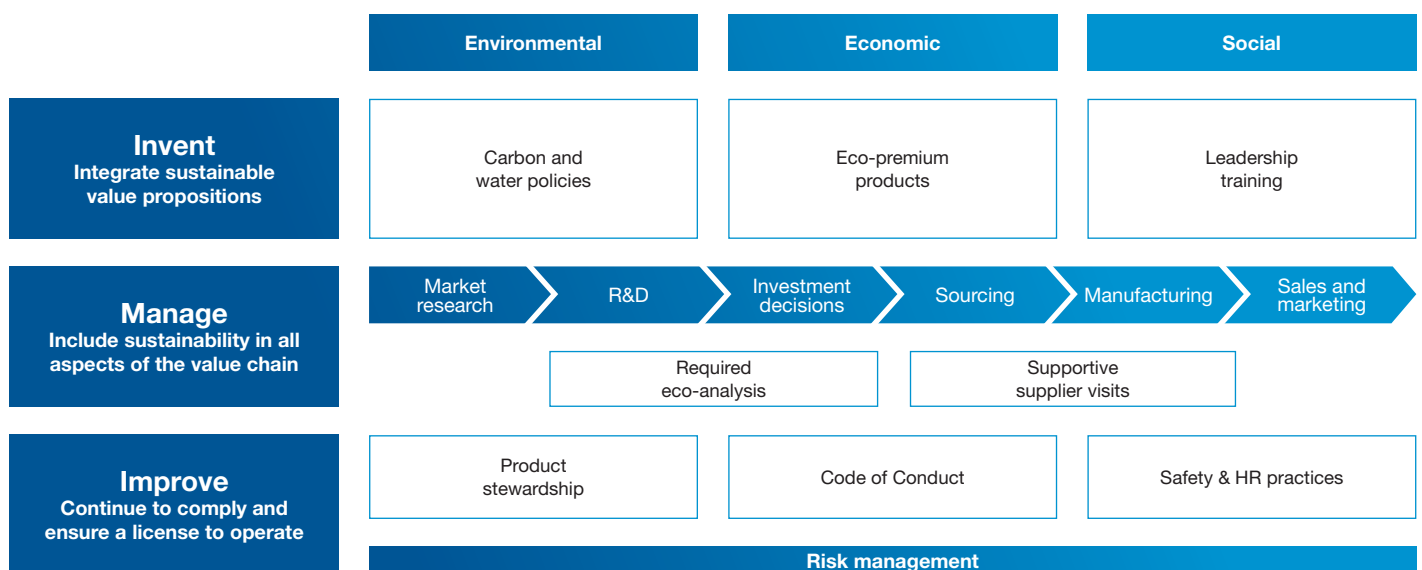 Environmental
Economic
Social
Invent
Integrate sustainable
value propositions
Carbon and
water policies
Eco-premium
products
Leadership
training
Manage
Include sustainability in all
aspects of the value chain
Market
research
R&D
Investment
decisions
Sourcing
Manufacturing
Sales and
marketing
Required
eco-analysis
Supportive
supplier visits
Improve
Continue to comply and
ensure a license to operate
Product
stewardship
Code of Conduct
Safety & HR practices
Risk management